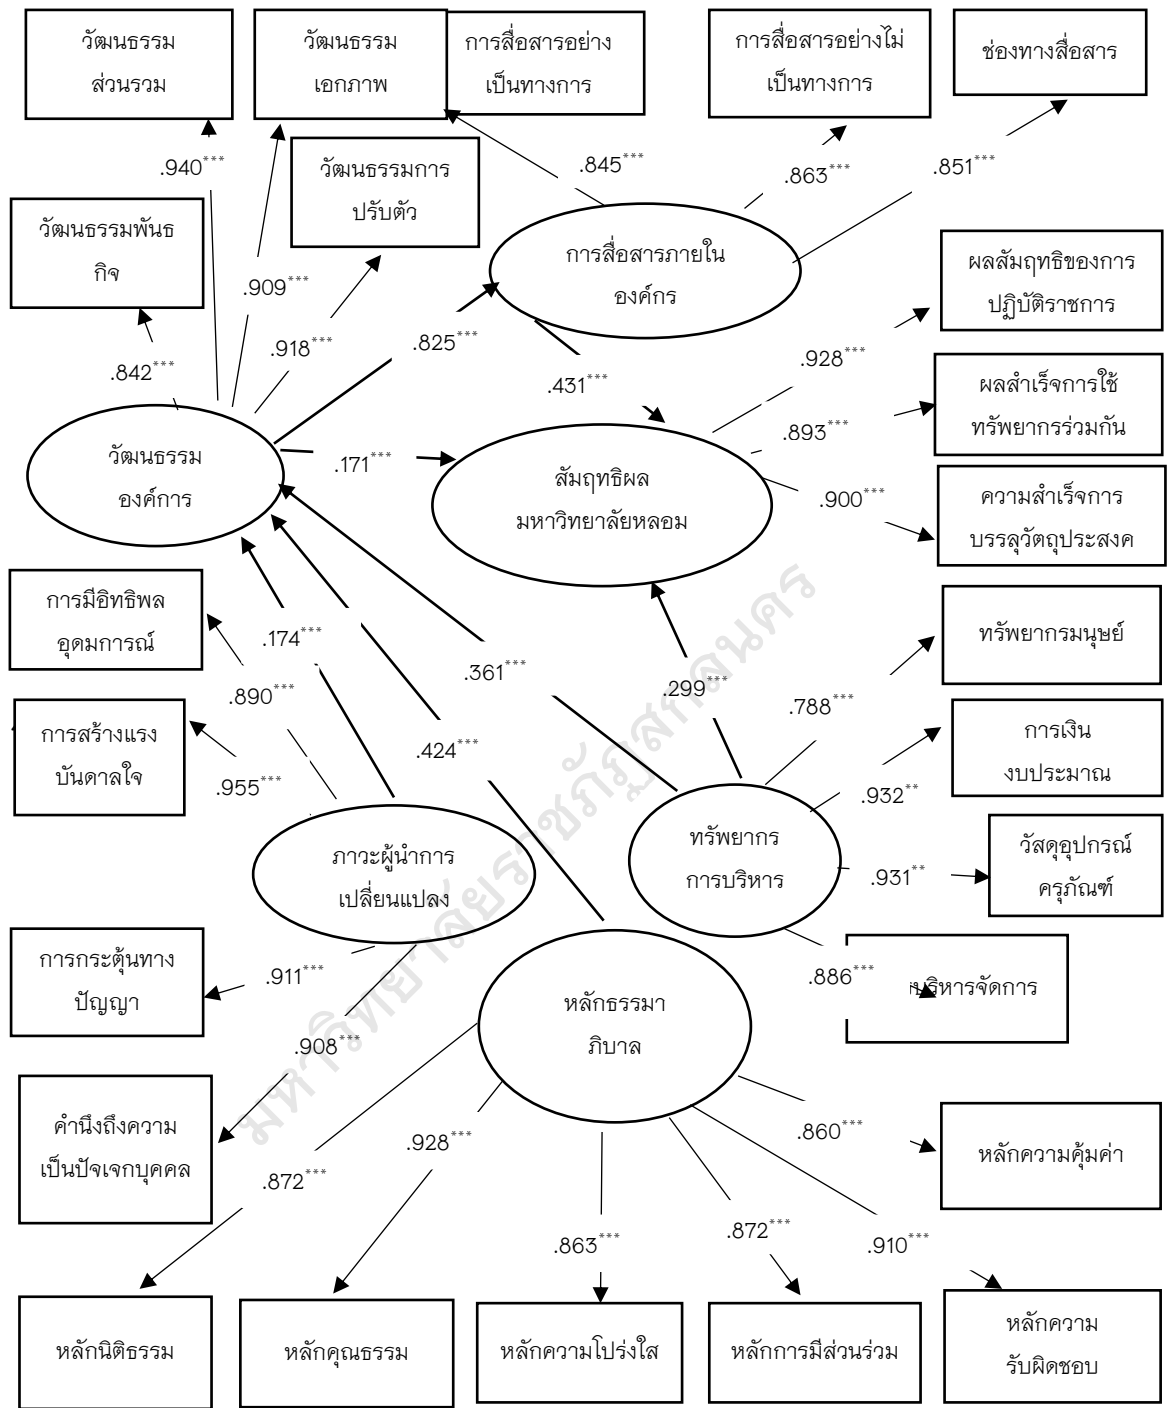 วัฒนธรรม
ส่วนรวม
วัฒนธรรม
เอกภาพ
การสื่อสารอย่าง
เป็นทางการ
การสื่อสารอย่างไม่
เป็นทางการ
ช่องทางสื่อสาร
.940***
วัฒนธรรมการ
ปรับตัว
.845***
.863***
.851***
วัฒนธรรมพันธ
กิจ
การสื่อสารภายใน
องค์กร
ผลสัมฤทธิของการ
ปฏิบัติราชการ
.909***
.918***
.825***
.842***
.431***
.928***
ผลสำเร็จการใช้
ทรัพยากรร่วมกัน
.893***
วัฒนธรรม
องค์การ
.171***
สัมฤทธิผล
มหาวิทยาลัยหลอม
.900***
ความสำเร็จการ
บรรลุวัตถุประสงค
การมีอิทธิพล
อุดมการณ์
.174***
.361***
.299***
.788***
ทรัพยากรมนุษย์
.890***
การสร้างแรง
บันดาลใจ
.424***
การเงิน
งบประมาณ
.955***
.932**
ภาวะผู้นำการ
เปลี่ยนแปลง
ทรัพยากร
การบริหาร
.931**
วัสดุอุปกรณ์
ครุภัณฑ์
การกระตุ้นทาง
ปัญญา
.911***
.886***
บริหารจัดการ
หลักธรรมา
ภิบาล
.908***
คำนึงถึงความ
เป็นปัจเจกบุคคล
.872***
.928***
.860***
หลักความคุ้มค่า
.863***
.872***
.910***
หลักนิติธรรม
หลักคุณธรรม
หลักความโปร่งใส
หลักการมีส่วนร่วม
หลักความ
รับผิดชอบ
มหาวิทยาลัยราชภัฏสกลนคร